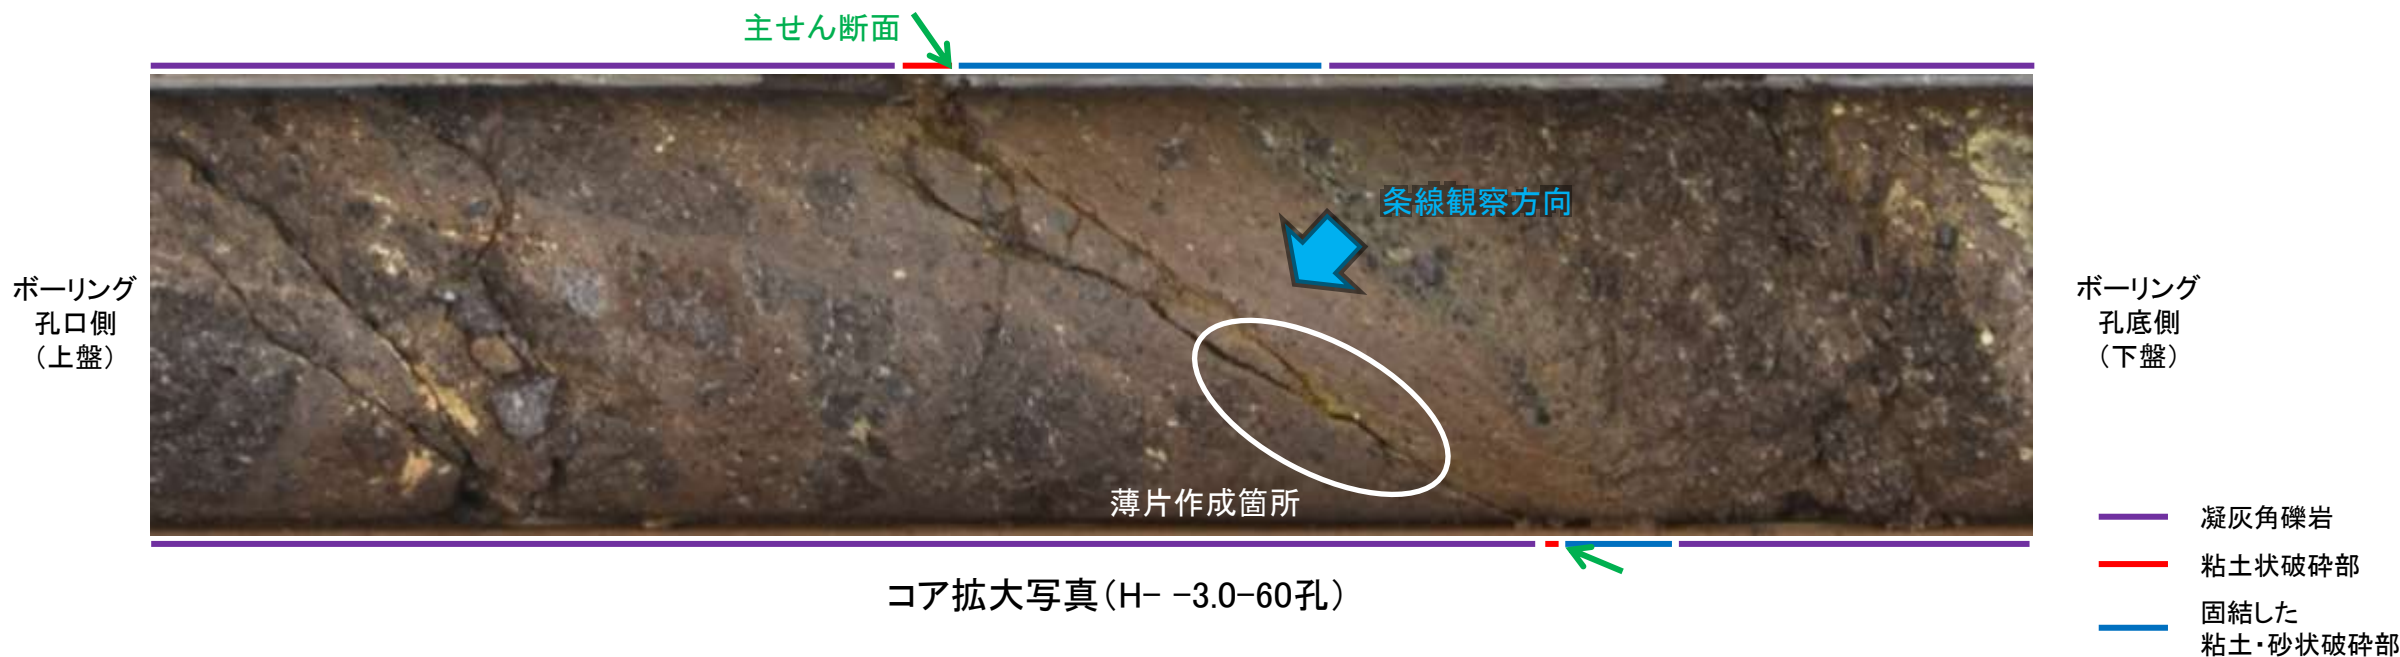 主せん断面
条線観察方向
ボーリング
孔口側
（上盤）
ボーリング
孔底側
（下盤）
薄片作成箇所
コア拡大写真（H- -3.0-60孔）
凝灰角礫岩
粘土状破砕部
固結した
粘土・砂状破砕部